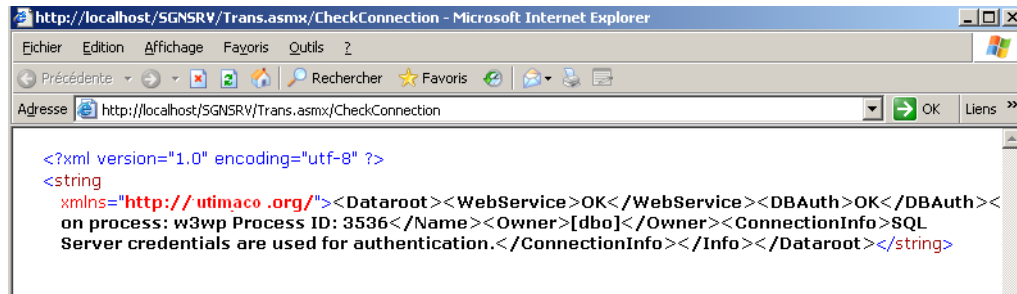 http://localhost/SGNSRV/Trans.asmx/CheckConnection - Microsoft Internet Explorer
Fichier Edition Affichage Favoris Outils ?
Précédente Rechercher Favoris
Adresse http://localhost/SGNSRV/Trans.asmx/CheckConnection OK Liens »
<?xml version="1.0" encoding="utf-8" ?>
<string
xmlns="http://utimaco.org/"><Dataroot><WebService>OK</WebService><DBAuth>OK</DBAuth><
on process: w3wp Process ID: 3536</Name><Owner>[dbo]</Owner><ConnectionInfo>SQL
Server credentials are used for authentication.</ConnectionInfo></Info></Dataroot></string>